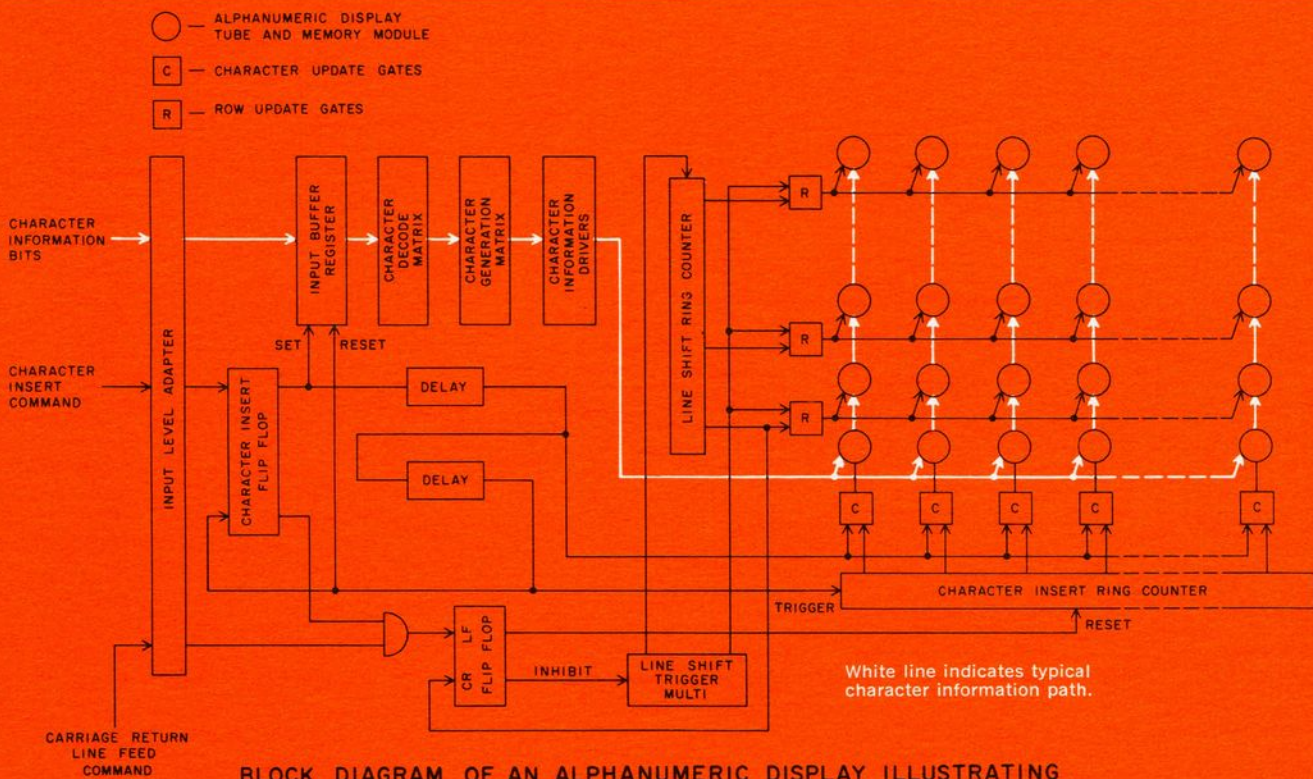 ALPHANUMERIC DISPLAY
TUBE AND MEMORY MODULE
C
CHARACTER UPDATE GATES
R
ROW UPDATE GATES
CHARACTER
INFORMATION
BITS
CHARACTER
INSERT
COMMAND
CARRIAGE RETURN
LINE FEED
COMMAND
INPUT LEVEL ADAPTER
INPUT BUFFER
REGISTER
CHARACTER
DECODE
MATRIX
CHARACTER
GENERATION
MATRIX
CHARACTER
INFORMATION
DRIVERS
SET
RESET
CHARACTER INSERT
FLIP FLOP
DELAY
DELAY
LINE SHIFT RING COUNTER
R
R
R
C
C
C
C
C
CHARACTER INSERT RING COUNTER
TRIGGER
RESET
CR LF
FLIP FLOP
INHIBIT
LINE SHIFT
TRIGGER
MULTI
White line indicates typical
character information path.
BLOCK DIAGRAM OF AN ALPHANUMERIC DISPLAY ILLUSTRATING